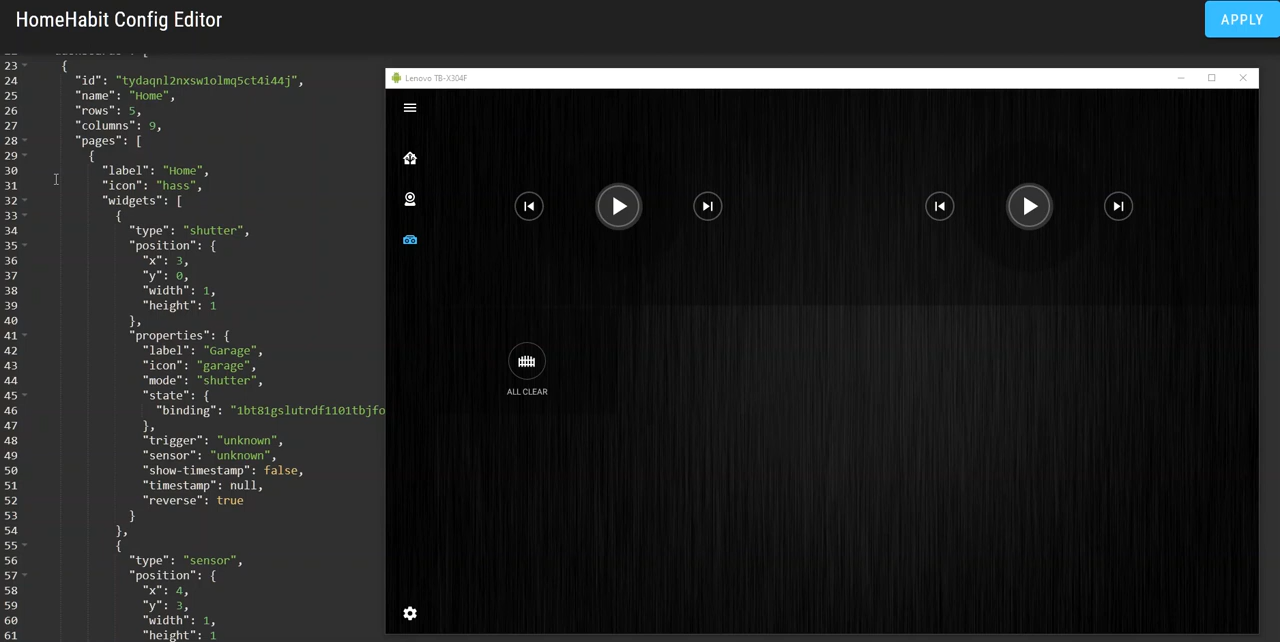 HomeHabit Config Editor
APPLY
23 {
24 "id": "tydaqnl2nxsw1olmq5ct4i44j",
25 "name": "Home",
26 "rows": 5,
27 "columns": 9,
28 "pages": [
29 {
30 "label": "Home",
31 "icon": "hass",
32 "widgets": [
33 {
34 "type": "shutter",
35 "position": {
36 "x": 3,
37 "y": 0,
38 "width": 1,
39 "height": 1
40 },
41 "properties": {
42 "label": "Garage",
43 "icon": "garage",
44 "mode": "shutter",
45 "state": {
46 "binding": "1bt81gslutrdf1101tbjfo
47 },
48 "trigger": "unknown",
49 "sensor": "unknown",
50 "show-timestamp": false,
51 "timestamp": null,
52 "reverse": true
53 }
54 },
55 {
56 "type": "sensor",
57 "position": {
58 "x": 4,
59 "y": 3,
60 "width": 1,
61 "height": 1
Lenovo TB-X304F
ALL CLEAR